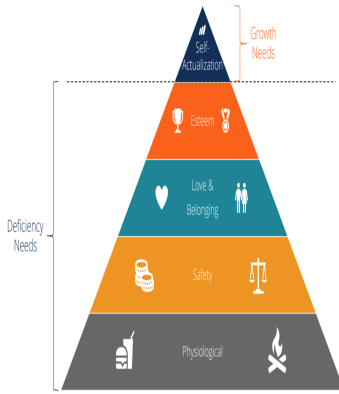 Self-
Actualization
Growth
Needs
Esteem
Love &
Belonging
Deficiency
Needs
Safety
Physiological